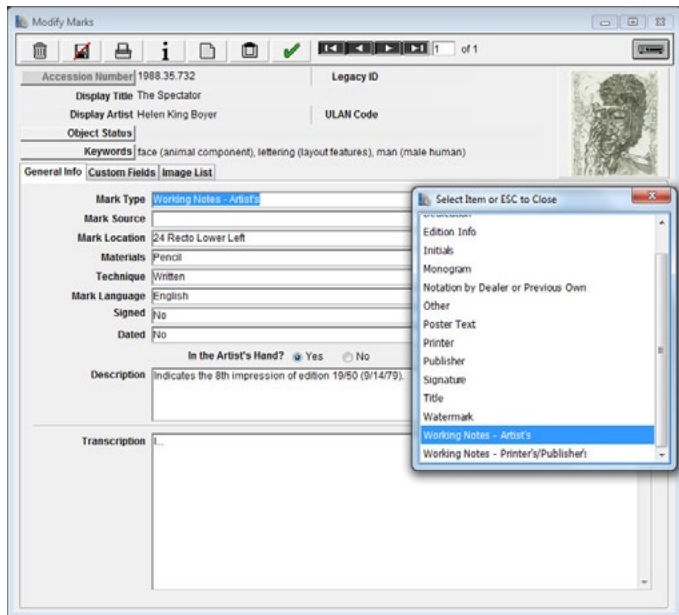 Modify Marks
1 of 1
Accession Number 1988.35.732 Legacy ID
Display Title The Spectator
Display Artist Helen King Boyer ULAN Code
Object Status
Keywords face (animal component), lettering (layout features), man (male human)
General Info Custom Fields Image List
Mark Type Working Notes - Artist's
Mark Source
Mark Location 24 Recto Lower Left
Materials Pencil
Technique Written
Mark Language English
Signed No
Dated No
In the Artist's Hand? Yes No
Description Indicates the 8th impression of edition 19/50 (9/14/79).
Transcription I...
Select Item or ESC to Close
Dedication
Edition Info
Initials
Monogram
Notation by Dealer or Previous Own
Other
Poster Text
Printer
Publisher
Signature
Title
Watermark
Working Notes - Artist's
Working Notes - Printer's/Publisher's